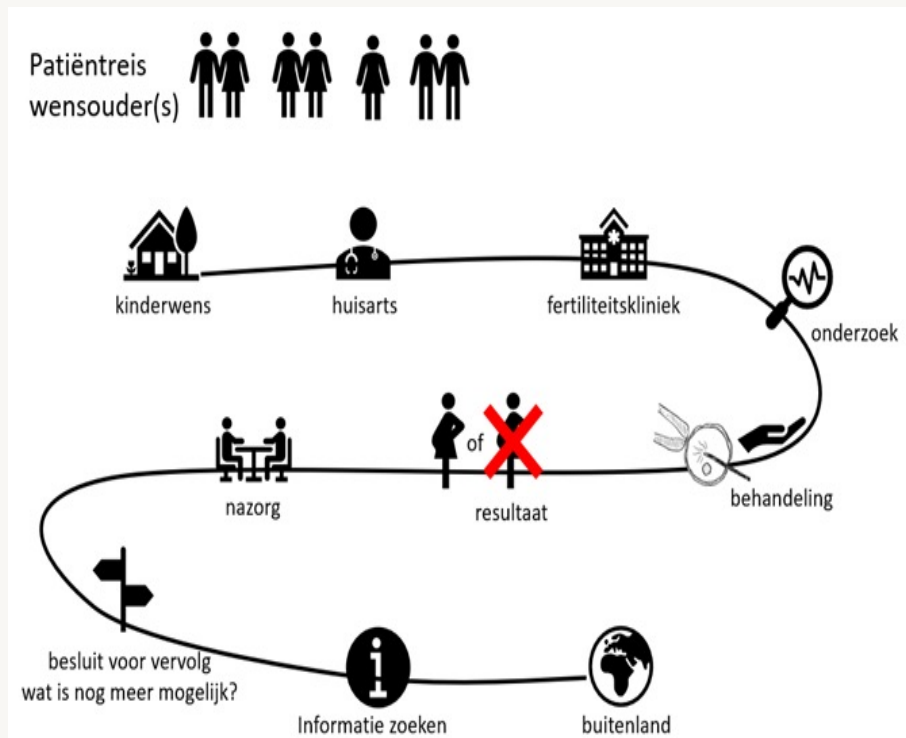 Patiëntreis
wensouder(s)
kinderwens
huisarts
fertiliteitskliniek
onderzoek
of
resultaat
nazorg
behandeling
besluit voor vervolg
wat is nog meer mogelijk?
Informatie zoeken
buitenland